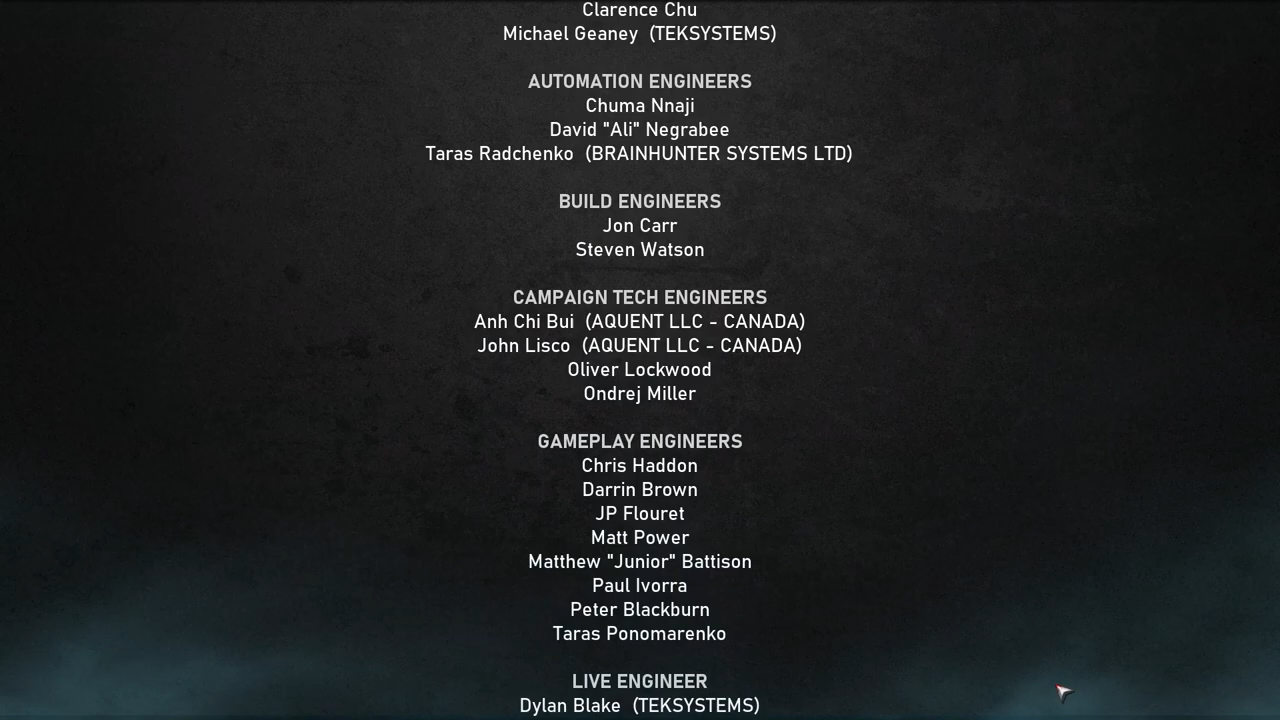 Clarence Chu
Michael Geaney (TEKSYSTEMS)
AUTOMATION ENGINEERS
Chuma Nnaji
David "Ali" Negrabee
Taras Radchenko (BRAINHUNTER SYSTEMS LTD)
BUILD ENGINEERS
Jon Carr
Steven Watson
CAMPAIGN TECH ENGINEERS
Anh Chi Bui (AQUENT LLC - CANADA)
John Lisco (AQUENT LLC - CANADA)
Oliver Lockwood
Ondrej Miller
GAMEPLAY ENGINEERS
Chris Haddon
Darrin Brown
JP Flouret
Matt Power
Matthew "Junior" Battison
Paul Ivorra
Peter Blackburn
Taras Ponomarenko
LIVE ENGINEER
Dylan Blake (TEKSYSTEMS)